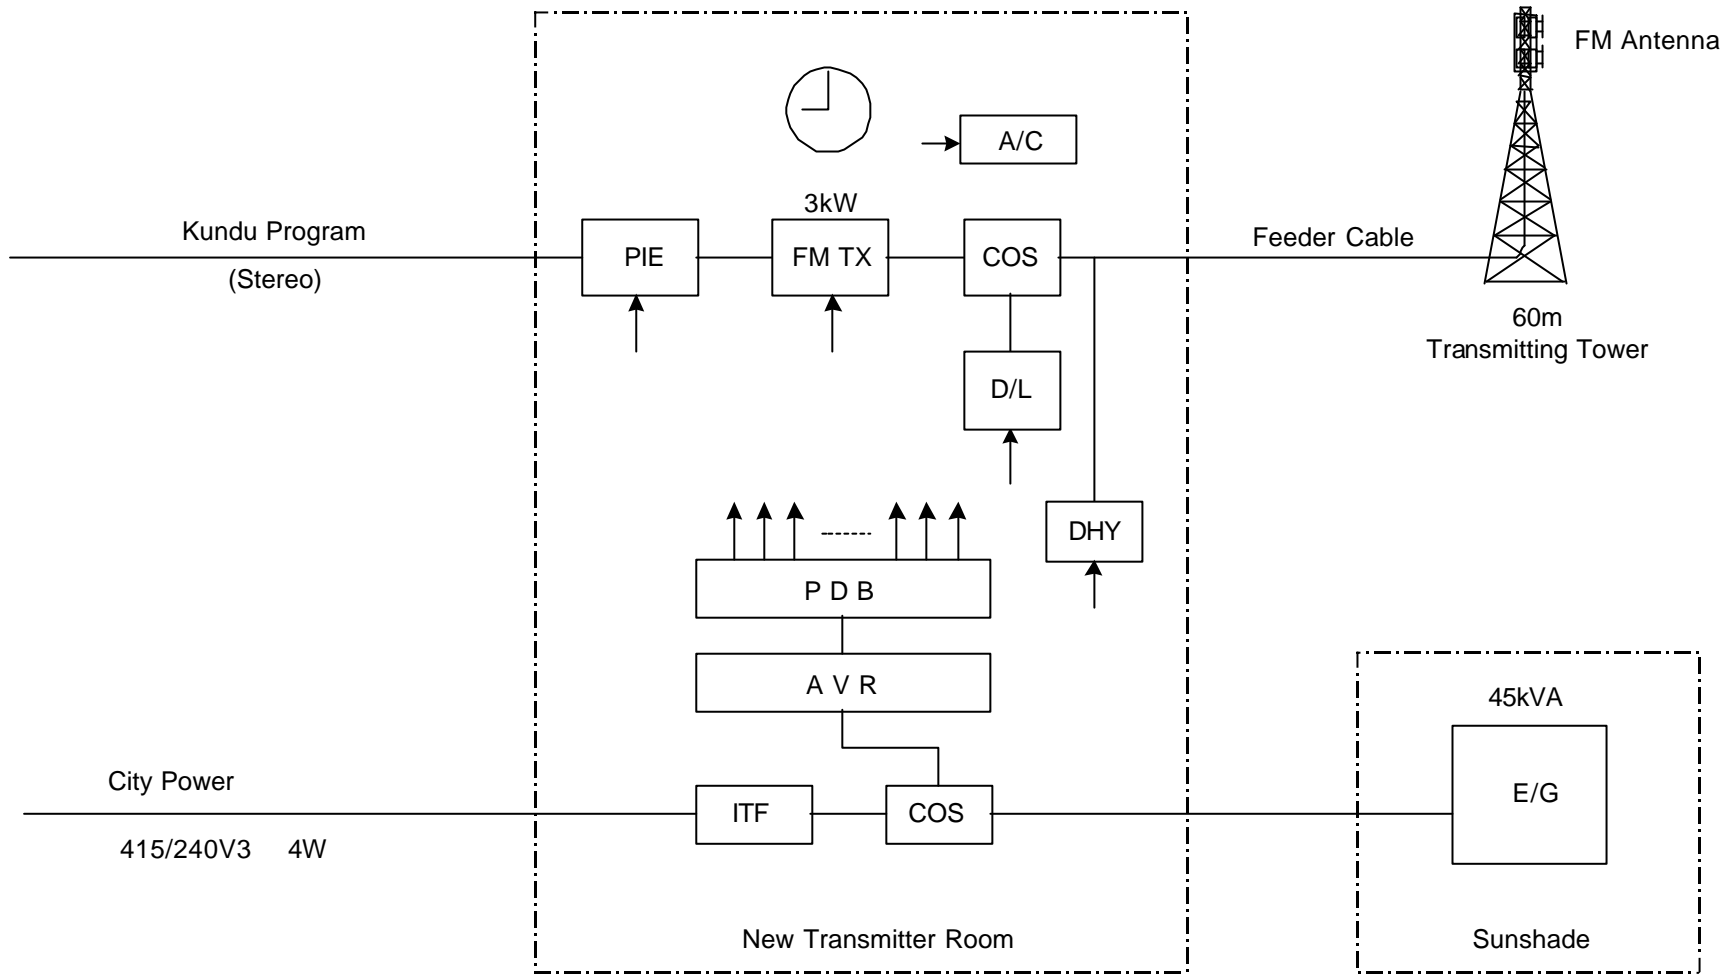 FM Antenna
A/C
3kW
Kundu Program
(Stereo)
PIE
FM TX
COS
Feeder Cable
60m
Transmitting Tower
D/L
DHY
P D B
A V R
45kVA
City Power
415/240V3 4W
ITF
COS
E/G
New Transmitter Room
Sunshade